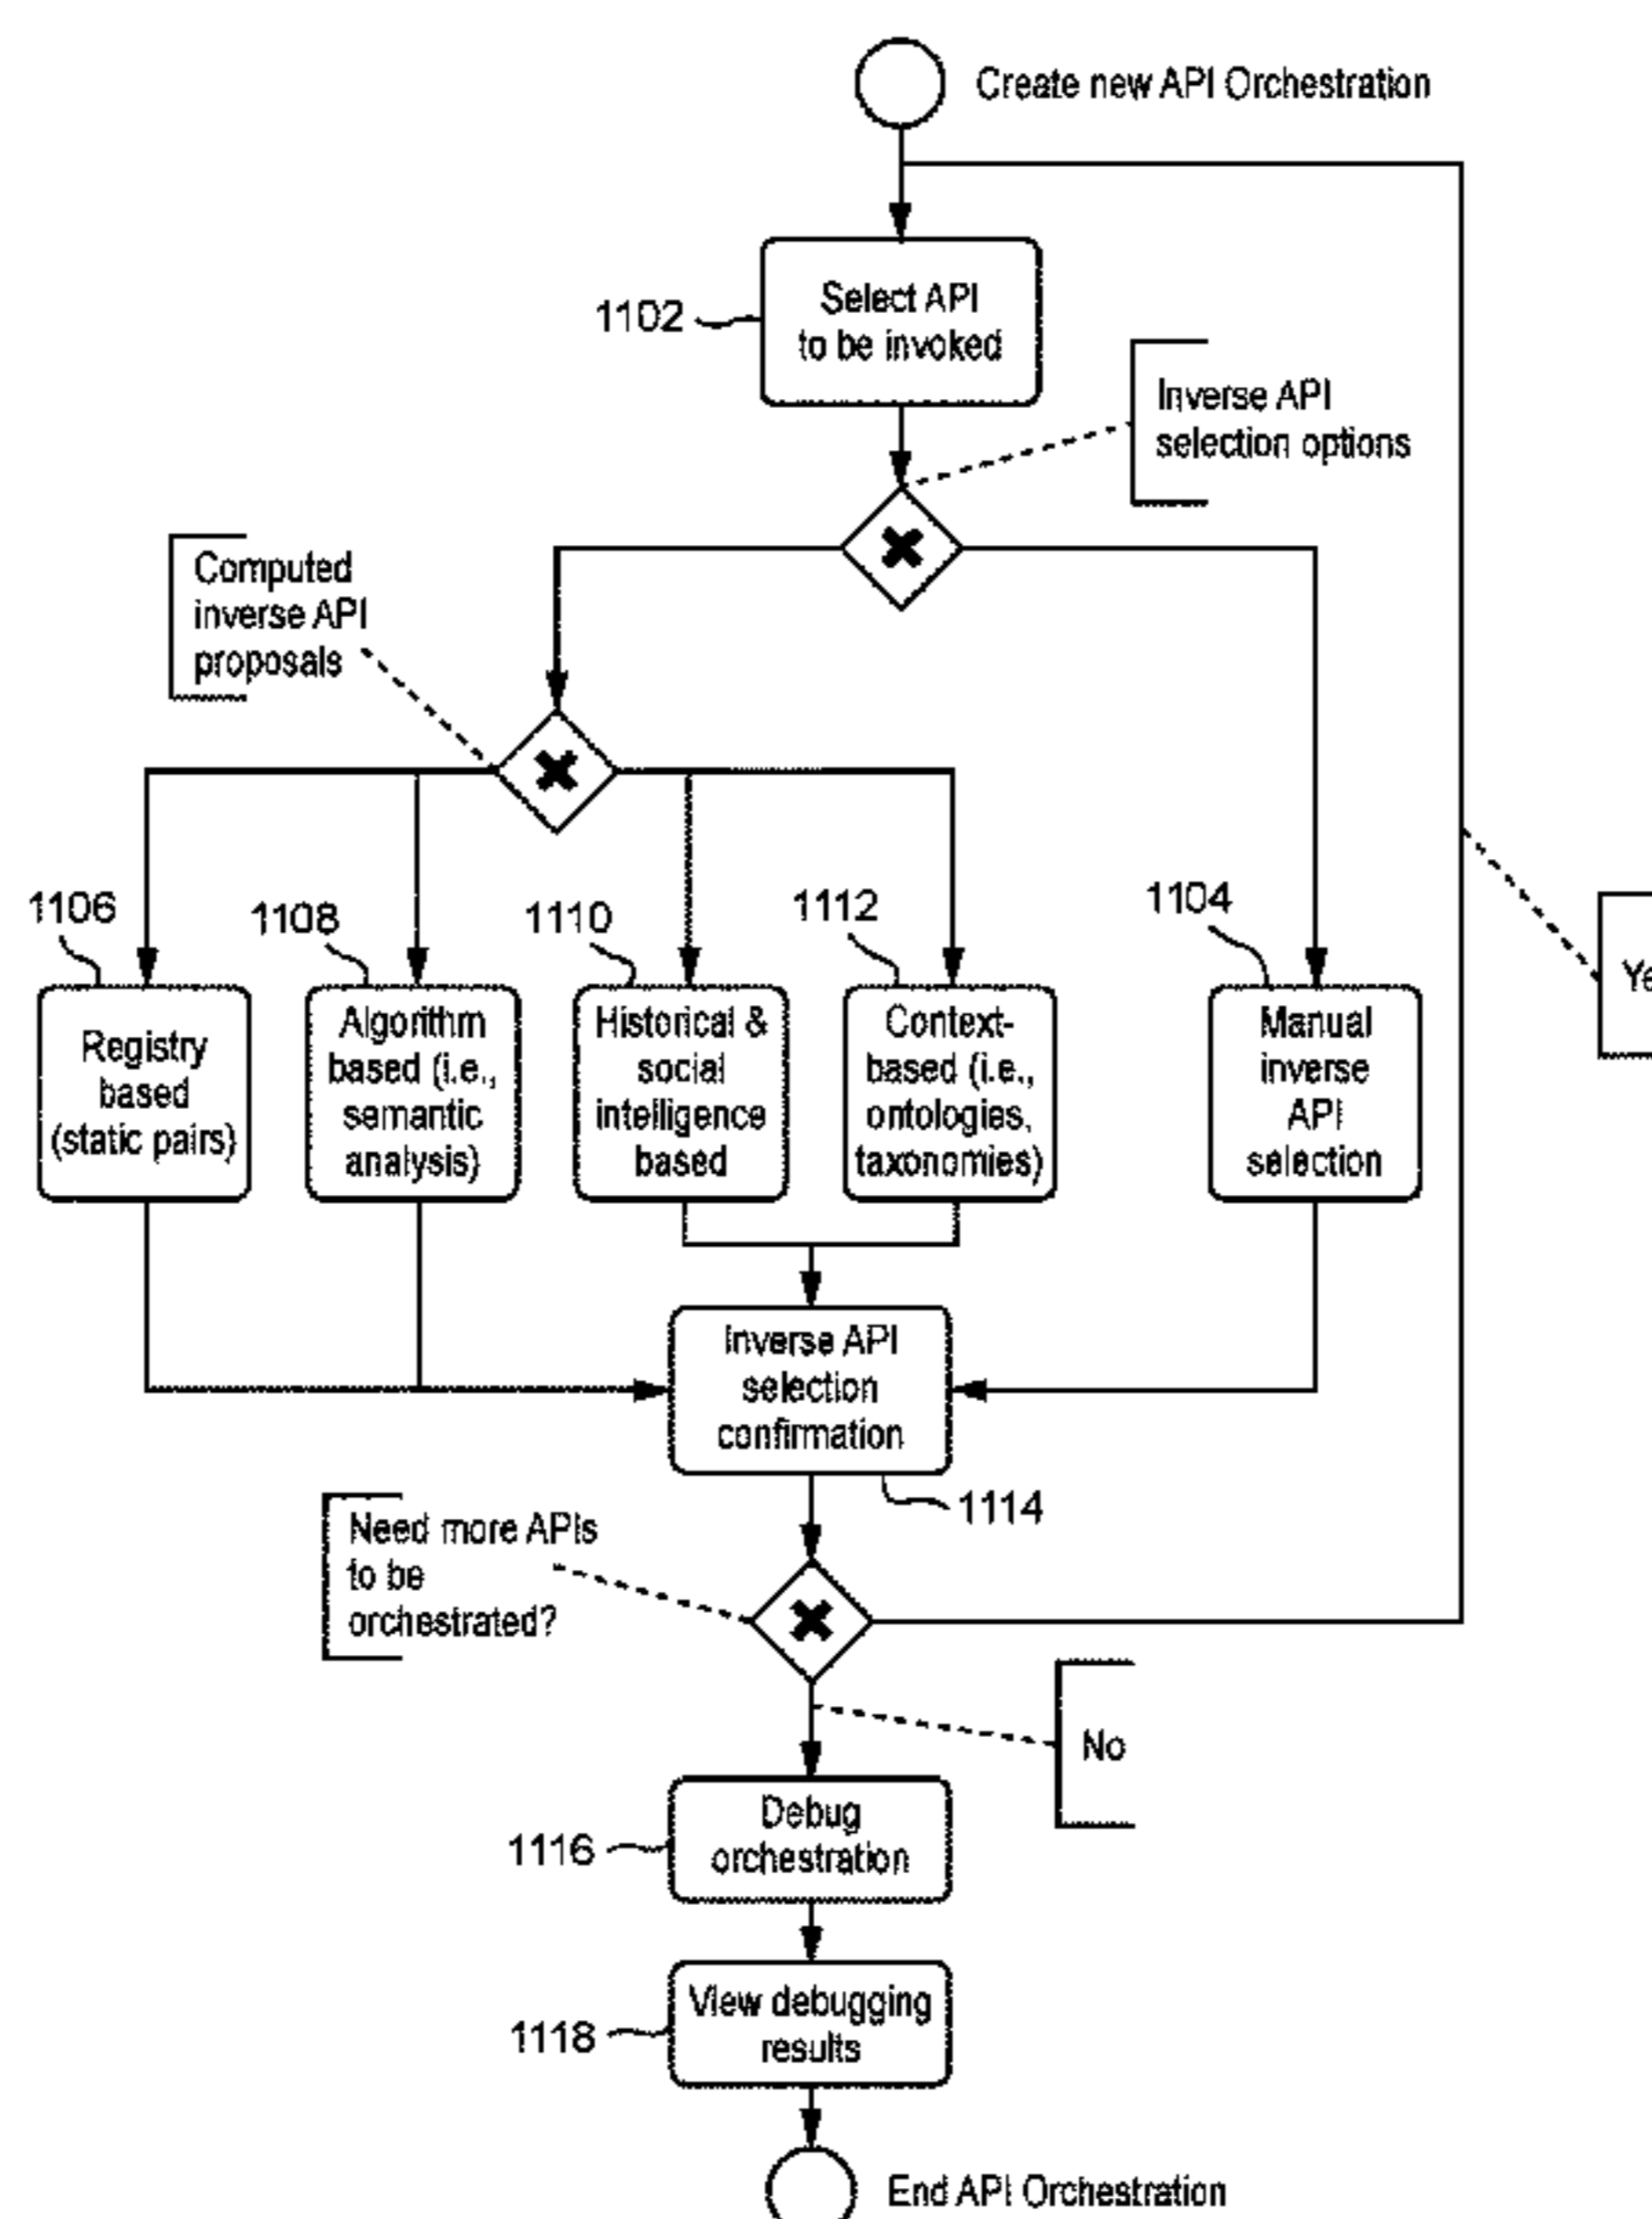 Create new API Orchestration
1102
Select API
to be invoked
Inverse API
selection options
Computed
inverse API
proposals
1106
1108
1110
1112
1104
Registry
based
(static pairs)
Algorithm
based (i.e.,
semantic
analysis)
Historical &
social
intelligence
based
Context-
based (i.e.,
ontologies,
taxonomies)
Manual
inverse
API
selection
Ye
Inverse API
selection
confirmation
1114
Need more APIs
to be
orchestrated?
No
1116
Debug
orchestration
1118
View debugging
results
End API Orchestration